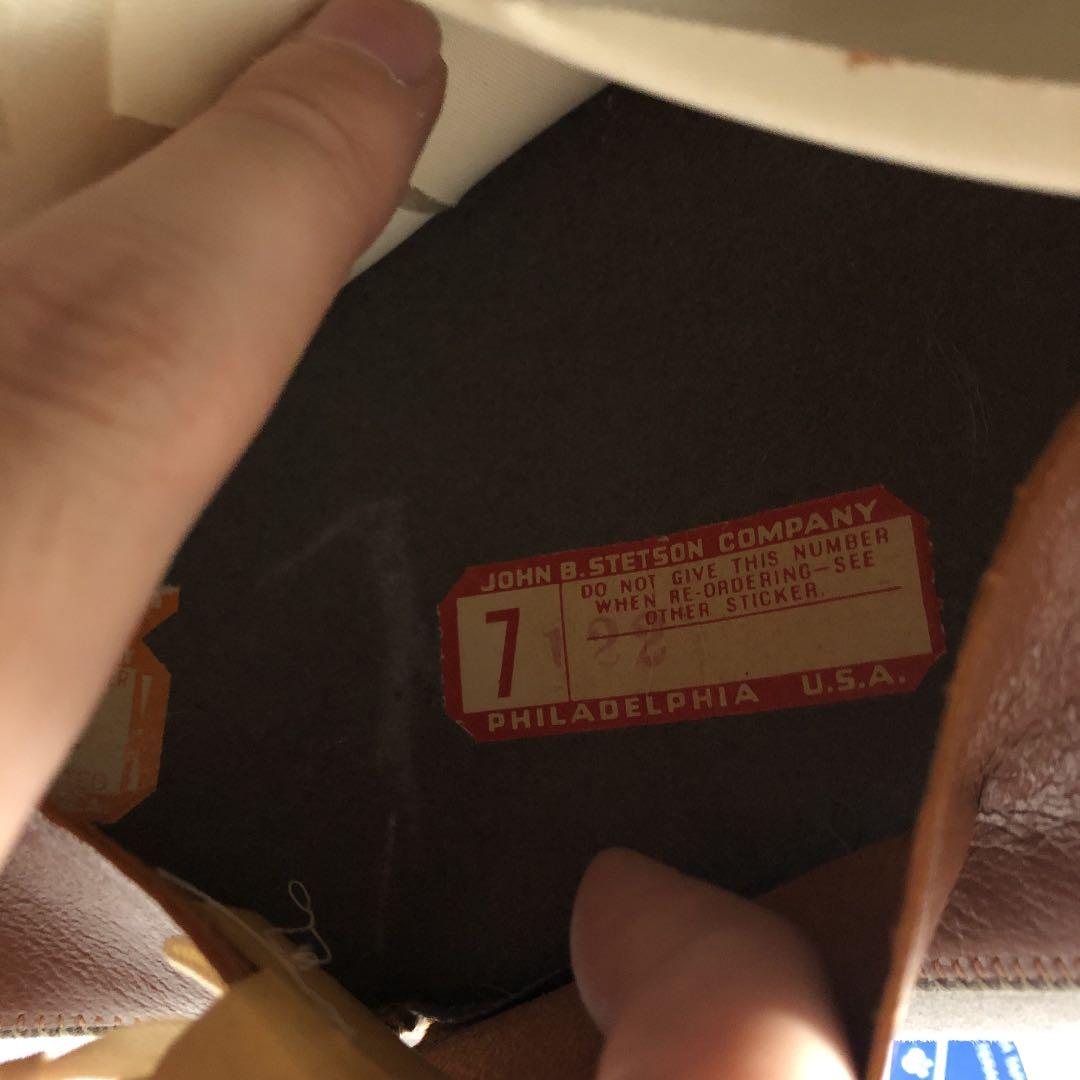 JOHN B. STETSON COMPANY
7
DO NOT GIVE THIS NUMBER
WHEN RE-ORDERING—SEE
OTHER STICKER.
PHILADELPHIA U.S.A.